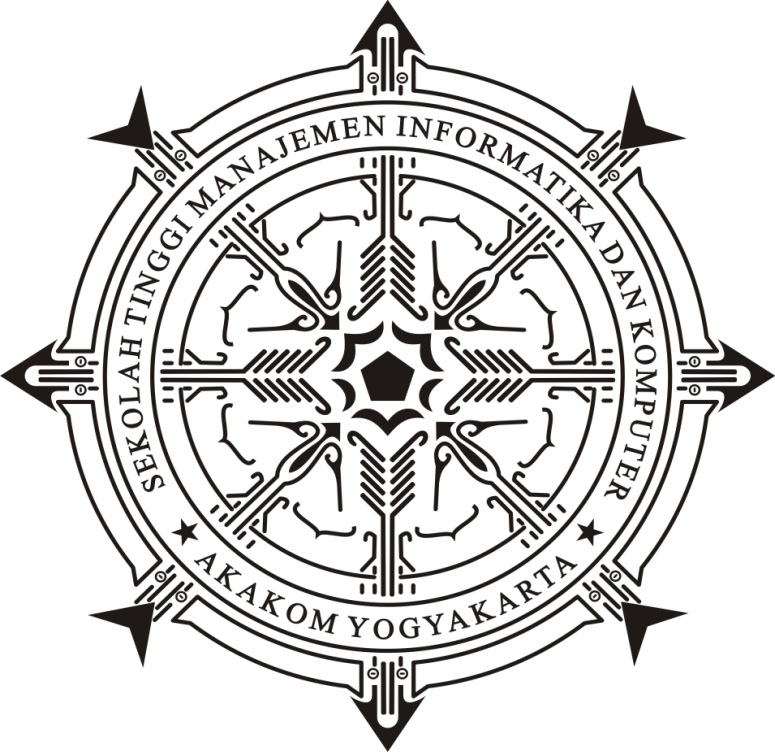 SEKOLAH TINGGI MANAJEMEN INFORMATIKA DAN KOMPUTER
AKAKOM YOGYAKARTA